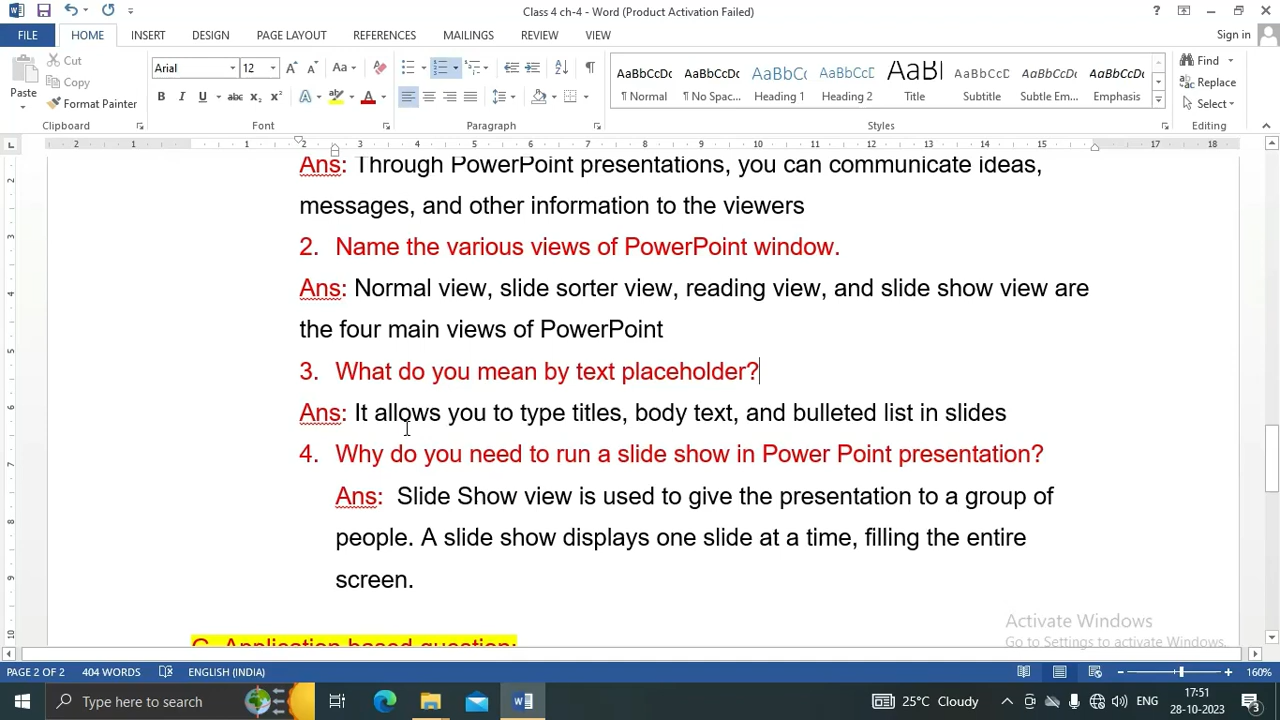 Class 4 ch-4 - Word (Product Activation Failed)
FILE HOME INSERT DESIGN PAGE LAYOUT REFERENCES MAILINGS REVIEW VIEW Sign in
Cut
Copy
Format Painter
Paste
Clipboard
Arial 12
Font
Paragraph
AaBbCcDc AaBbCcDc AaBbCc AaBbCcD AaBl AaBbCcD AaBbCcDc AaBbCcDc
¶ Normal ¶ No Spac... Heading 1 Heading 2 Title Subtitle Subtle Em... Emphasis
Styles
Find
Replace
Select
Editing
Ans: Through PowerPoint presentations, you can communicate ideas,
messages, and other information to the viewers
2. Name the various views of PowerPoint window.
Ans: Normal view, slide sorter view, reading view, and slide show view are
the four main views of PowerPoint
3. What do you mean by text placeholder?
Ans: It allows you to type titles, body text, and bulleted list in slides
4. Why do you need to run a slide show in Power Point presentation?
Ans: Slide Show view is used to give the presentation to a group of
people. A slide show displays one slide at a time, filling the entire
screen.
C. Application based question:
Activate Windows
Go to Settings to activate Windows.
PAGE 2 OF 2 404 WORDS ENGLISH (INDIA) 160%
Type here to search
25°C Cloudy ENG 17:51
28-10-2023